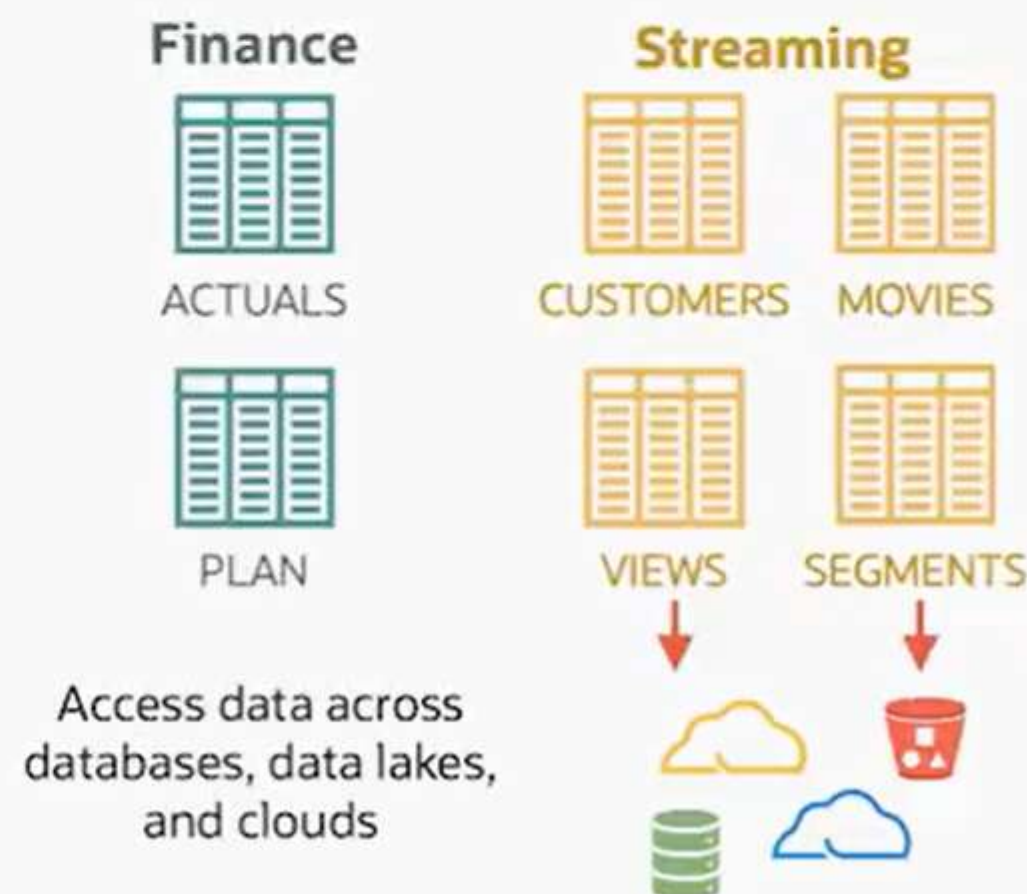 Finance
Streaming
ACTUALS
CUSTOMERS
MOVIES
PLAN
VIEWS
SEGMENTS
Access data across
databases, data lakes,
and clouds